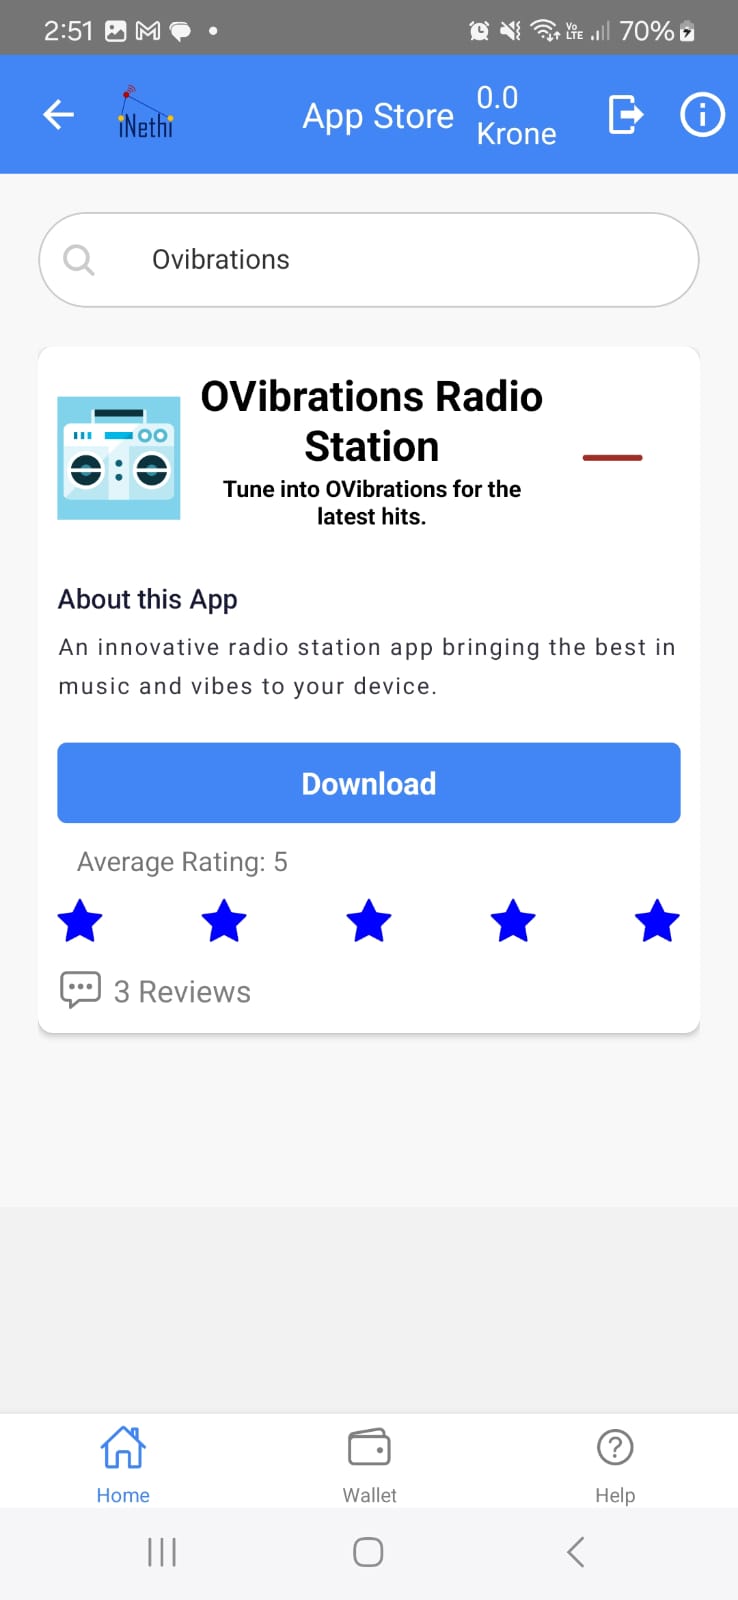 2:51
Vo
LTE
70%
iNethi
App Store
0.0
Krone
Ovibrations
OVibrations Radio
Station
Tune into OVibrations for the
latest hits.
About this App
An innovative radio station app bringing the best in
music and vibes to your device.
Download
Average Rating: 5
3 Reviews
Home
Wallet
Help